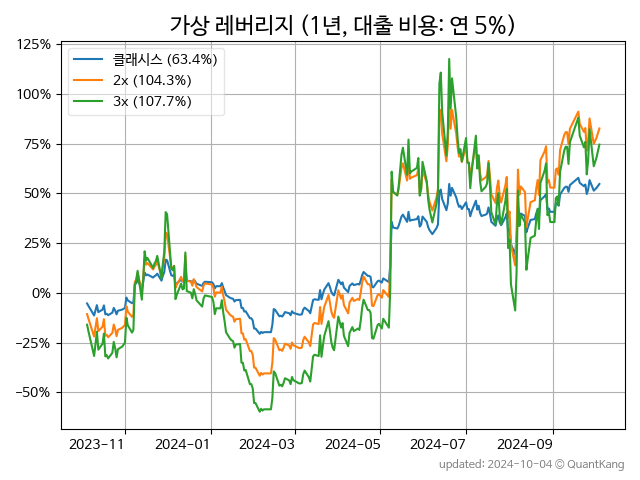 가상 레버리지 (1년, 대출 비용: 연 5%)
클래시스 (63.4%)
2x (104.3%)
3x (107.7%)
125%
100%
75%
50%
25%
0%
−25%
−50%
2023-11
2024-01
2024-03
2024-05
2024-07
2024-09
updated: 2024-10-04 © QuantKang